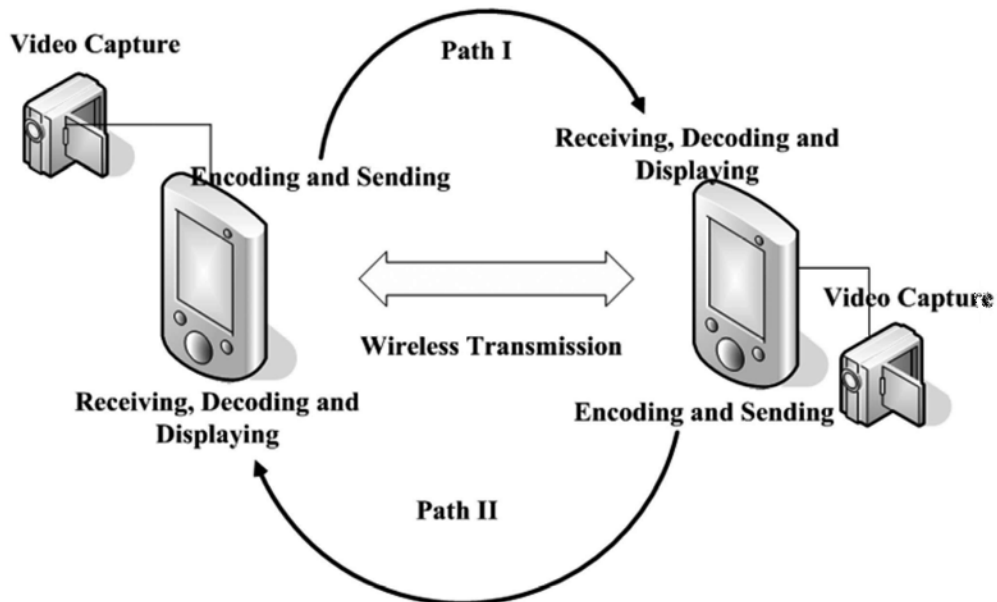 Video Capture
Path I
Receiving, Decoding and
Displaying
Encoding and Sending
Video Capture
Wireless Transmission
Receiving, Decoding and
Displaying
Encoding and Sending
Path II